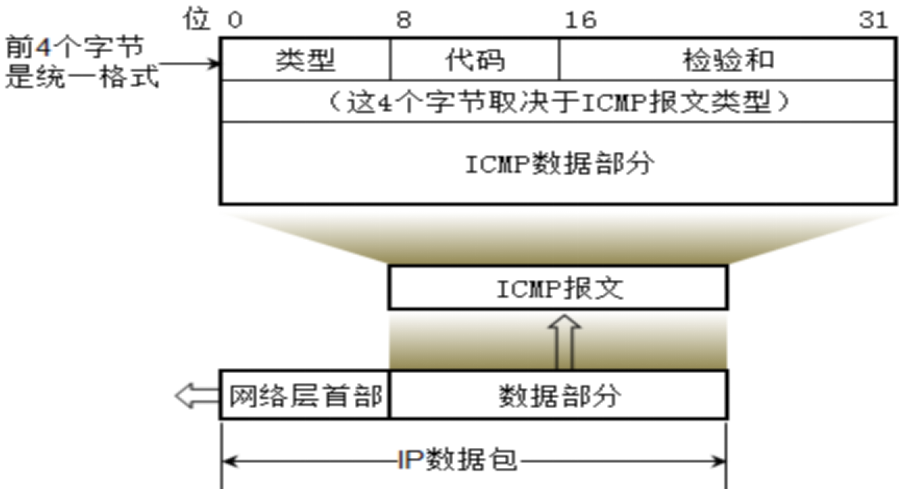 位 0 8 16 31
前4个字节
是统一格式
类型 代码 检验和
(这4个字节取决于ICMP报文类型)
ICMP数据部分
ICMP报文
网络层首部 数据部分
IP数据包